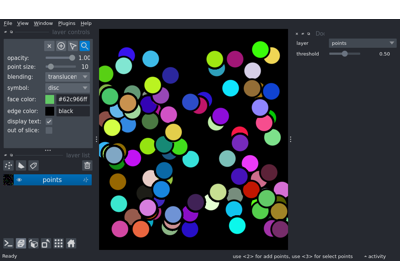 File View Window Plugins Help
layer controls
opacity: 1.00
point size: 10
blending: translucen
symbol: disc
face color: #62c966ff
edge color: black
display text:
out of slice:
layer list
points
layer points
threshold 0.50
Ready
use <2> for add points, use <3> for select points
activity